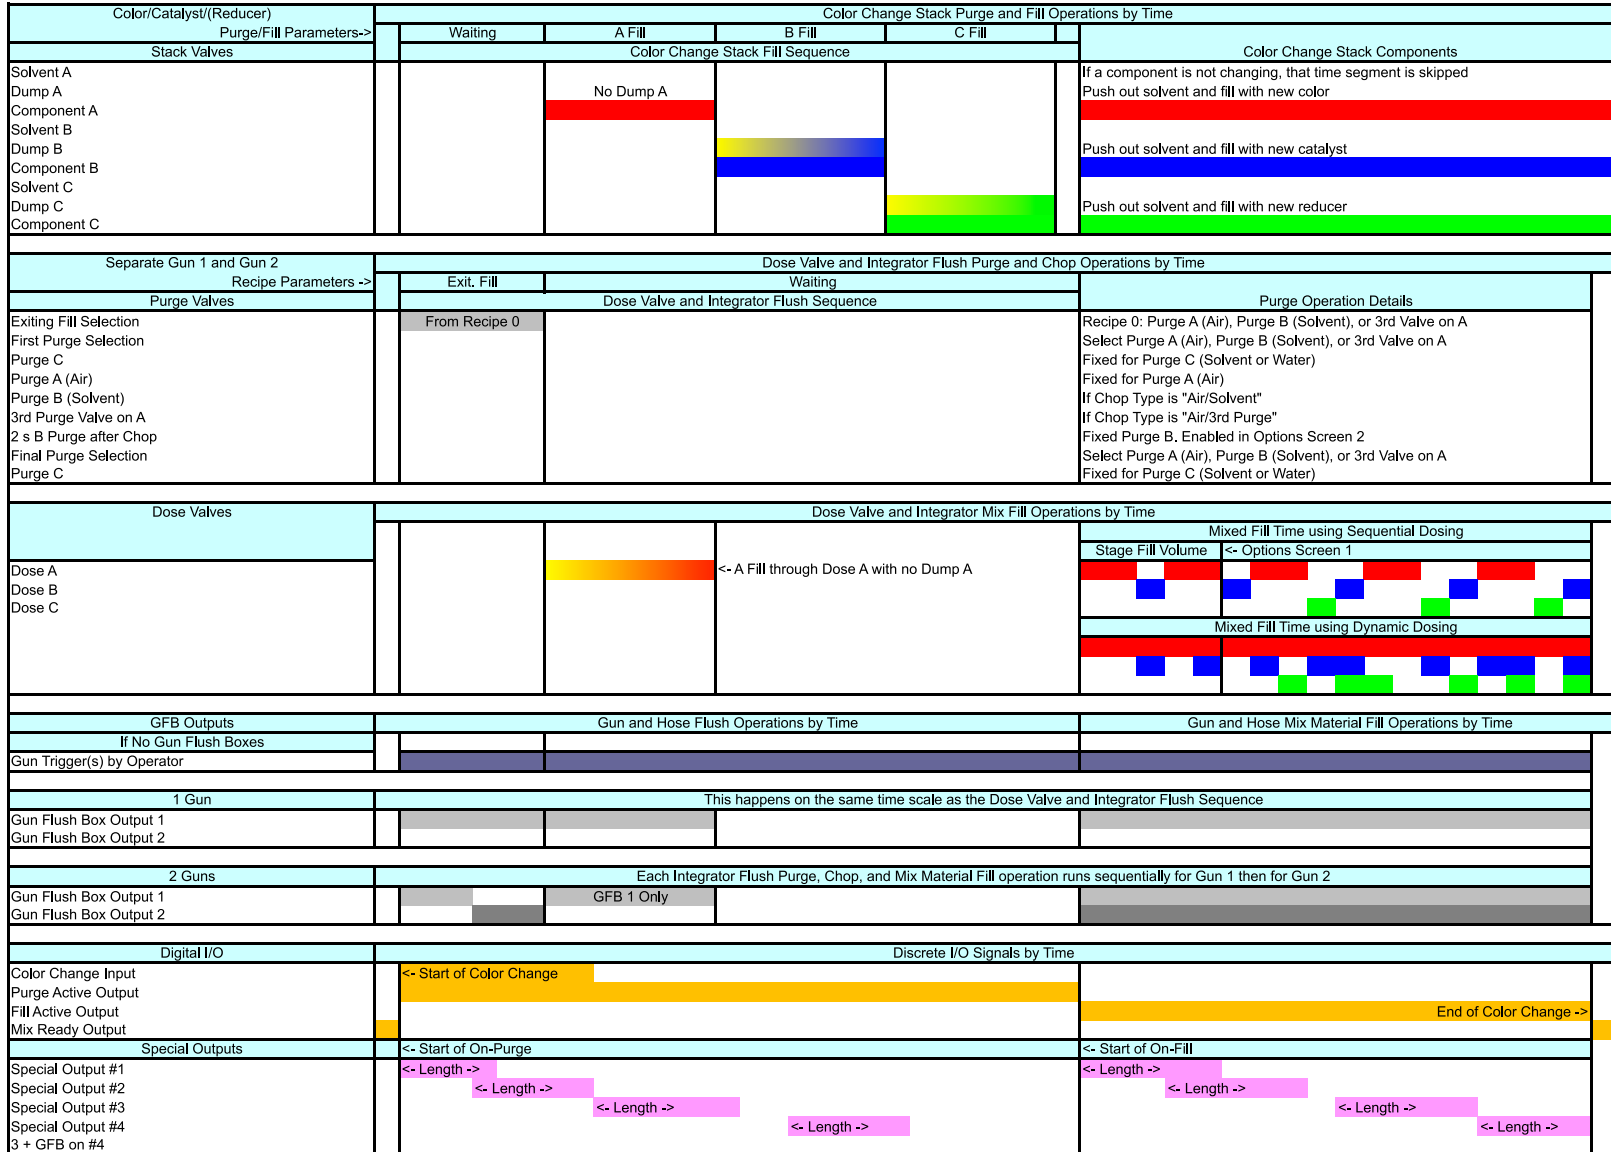 Color/Catalyst/(Reducer) Color Change Stack Purge and Fill Operations by Time
Purge/Fill Parameters-> Waiting A Fill B Fill C Fill
Stack Valves Color Change Stack Fill Sequence Color Change Stack Components
Solvent A If a component is not changing, that time segment is skipped
Dump A No Dump A Push out solvent and fill with new color
Component A
Solvent B
Dump B Push out solvent and fill with new catalyst
Component B
Solvent C
Dump C Push out solvent and fill with new reducer
Component C
Separate Gun 1 and Gun 2 Dose Valve and Integrator Flush Purge and Chop Operations by Time
Recipe Parameters -> Exit. Fill Waiting
Purge Valves Dose Valve and Integrator Flush Sequence Purge Operation Details
Exiting Fill Selection From Recipe 0 Recipe 0: Purge A (Air), Purge B (Solvent), or 3rd Valve on A
First Purge Selection Select Purge A (Air), Purge B (Solvent), or 3rd Valve on A
Purge C Fixed for Purge C (Solvent or Water)
Purge A (Air) Fixed for Purge A (Air)
Purge B (Solvent) If Chop Type is "Air/Solvent"
3rd Purge Valve on A If Chop Type is "Air/3rd Purge"
2 s B Purge after Chop Fixed Purge B. Enabled in Options Screen 2
Final Purge Selection Select Purge A (Air), Purge B (Solvent), or 3rd Valve on A
Purge C Fixed for Purge C (Solvent or Water)
Dose Valves Dose Valve and Integrator Mix Fill Operations by Time
Mixed Fill Time using Sequential Dosing
Stage Fill Volume <- Options Screen 1
Dose A <- A Fill through Dose A with no Dump A
Dose B
Dose C
Mixed Fill Time using Dynamic Dosing
GFB Outputs Gun and Hose Flush Operations by Time Gun and Hose Mix Material Fill Operations by Time
If No Gun Flush Boxes
Gun Trigger(s) by Operator
1 Gun This happens on the same time scale as the Dose Valve and Integrator Flush Sequence
Gun Flush Box Output 1
Gun Flush Box Output 2
2 Guns Each Integrator Flush Purge, Chop, and Mix Material Fill operation runs sequentially for Gun 1 then for Gun 2
Gun Flush Box Output 1 GFB 1 Only
Gun Flush Box Output 2
Digital I/O Discrete I/O Signals by Time
Color Change Input <- Start of Color Change
Purge Active Output
Fill Active Output End of Color Change ->
Mix Ready Output
Special Outputs <- Start of On-Purge <- Start of On-Fill
Special Output #1 <- Length -> <- Length ->
Special Output #2 <- Length -> <- Length ->
Special Output #3 <- Length -> <- Length ->
Special Output #4 <- Length -> <- Length ->
3 + GFB on #4